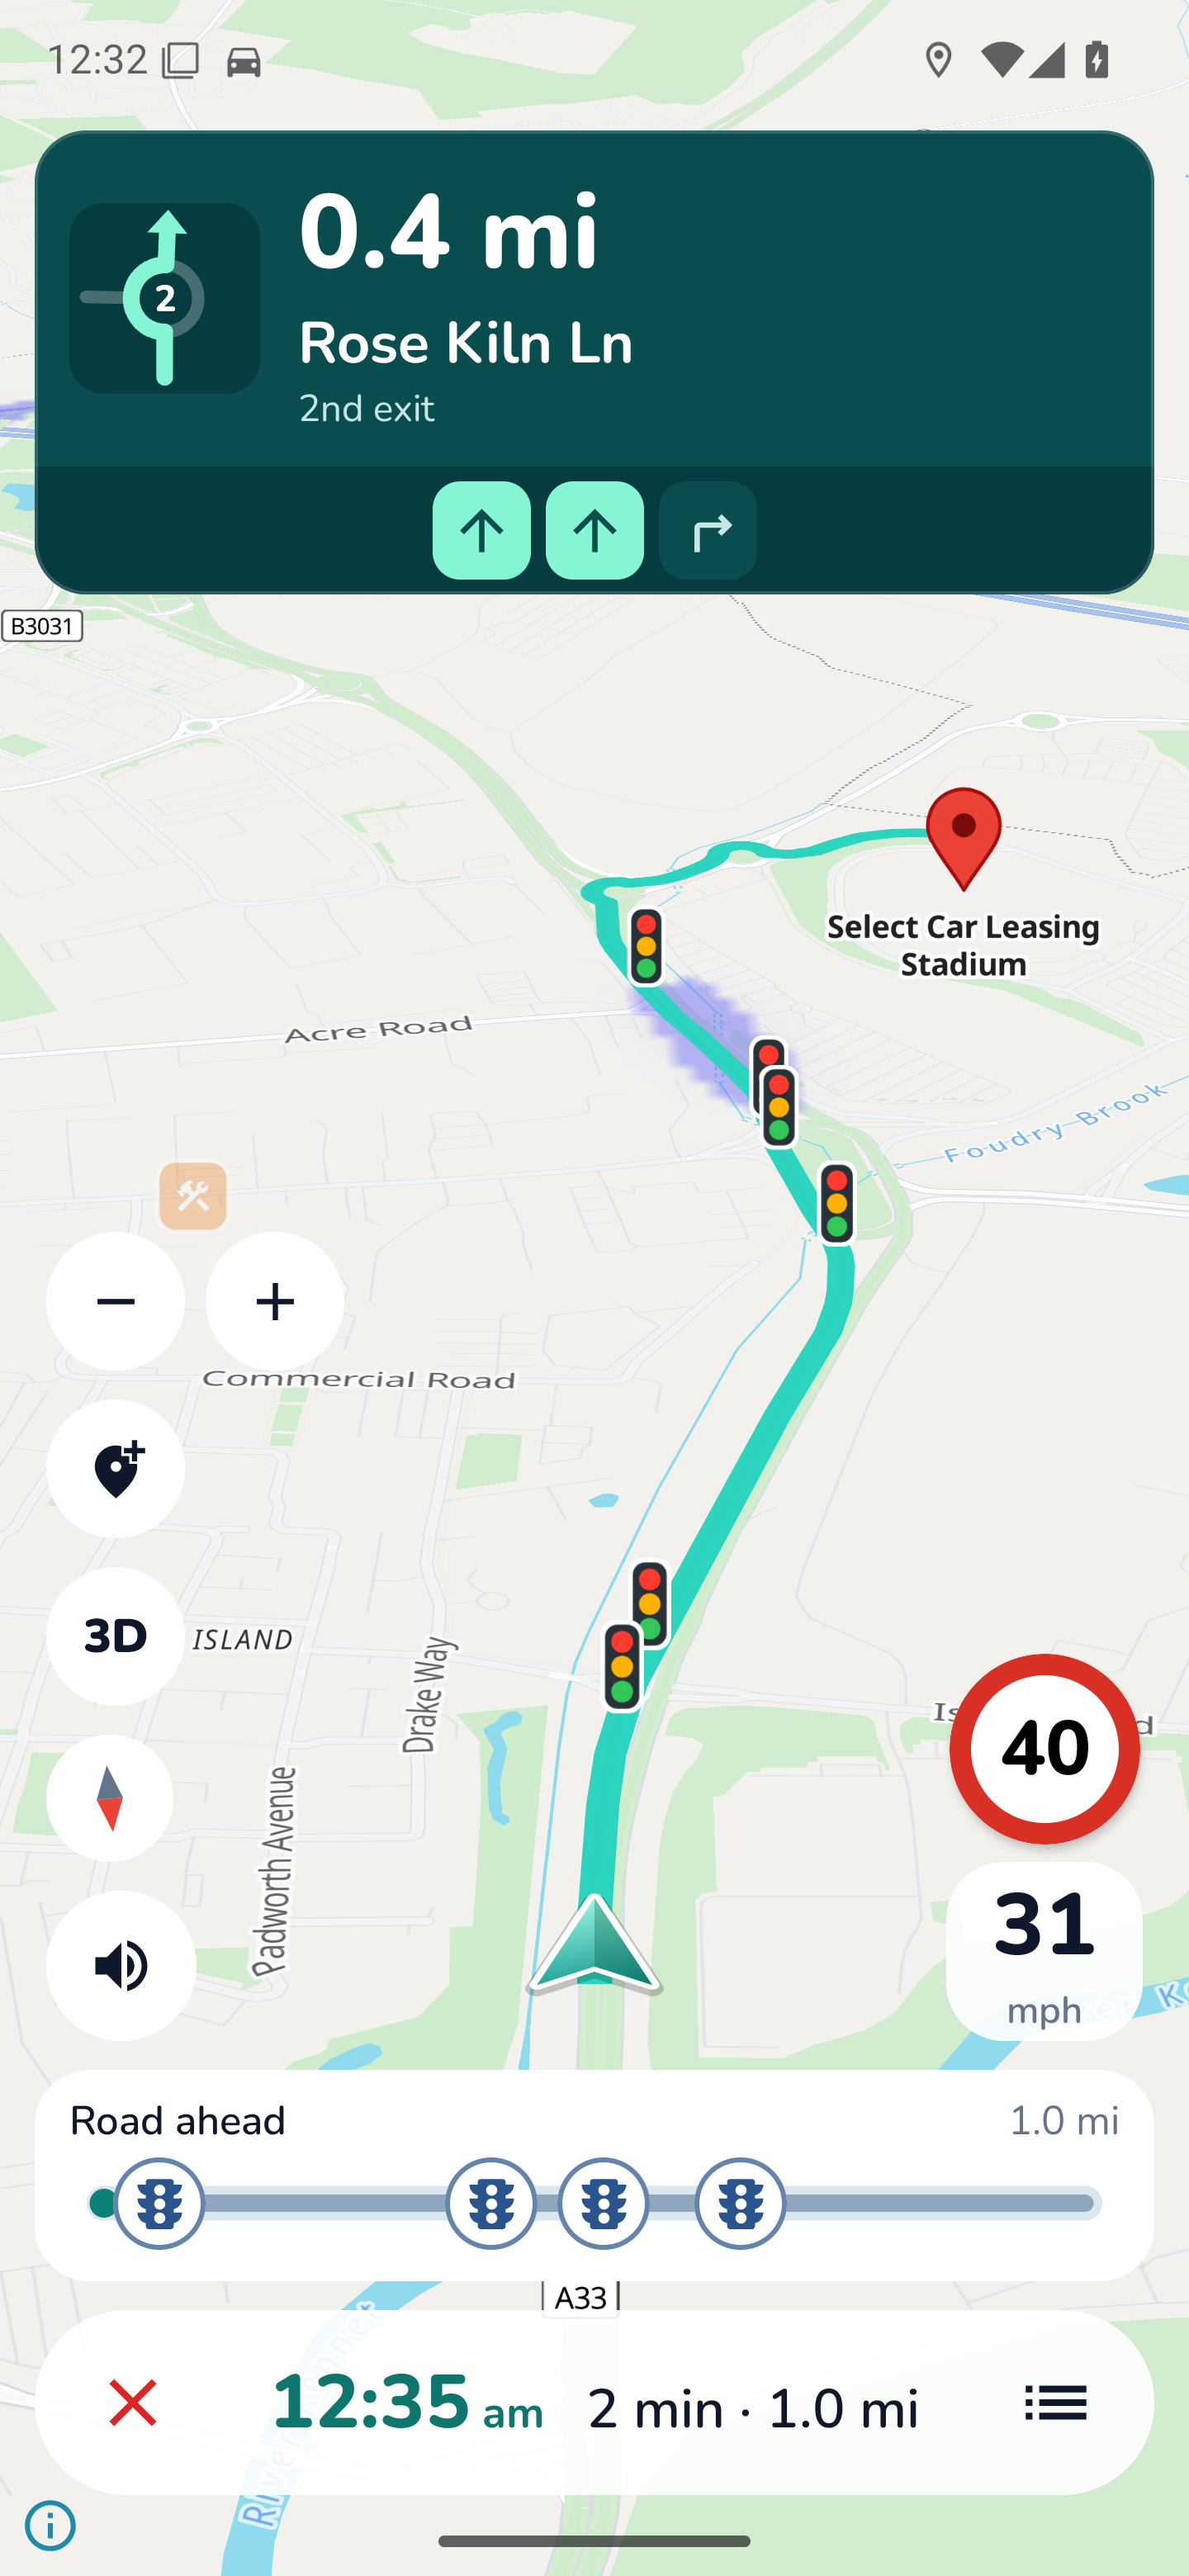 12:32
0.4 mi
2
Rose Kiln Ln
2nd exit
B3031
Select Car Leasing
Stadium
Acre Road
Foudry Brook
Commercial Road
3D
ISLAND
Drake Way
40
Padworth Avenue
31
mph
Road ahead
1.0 mi
A33
12:35 am
2 min · 1.0 mi